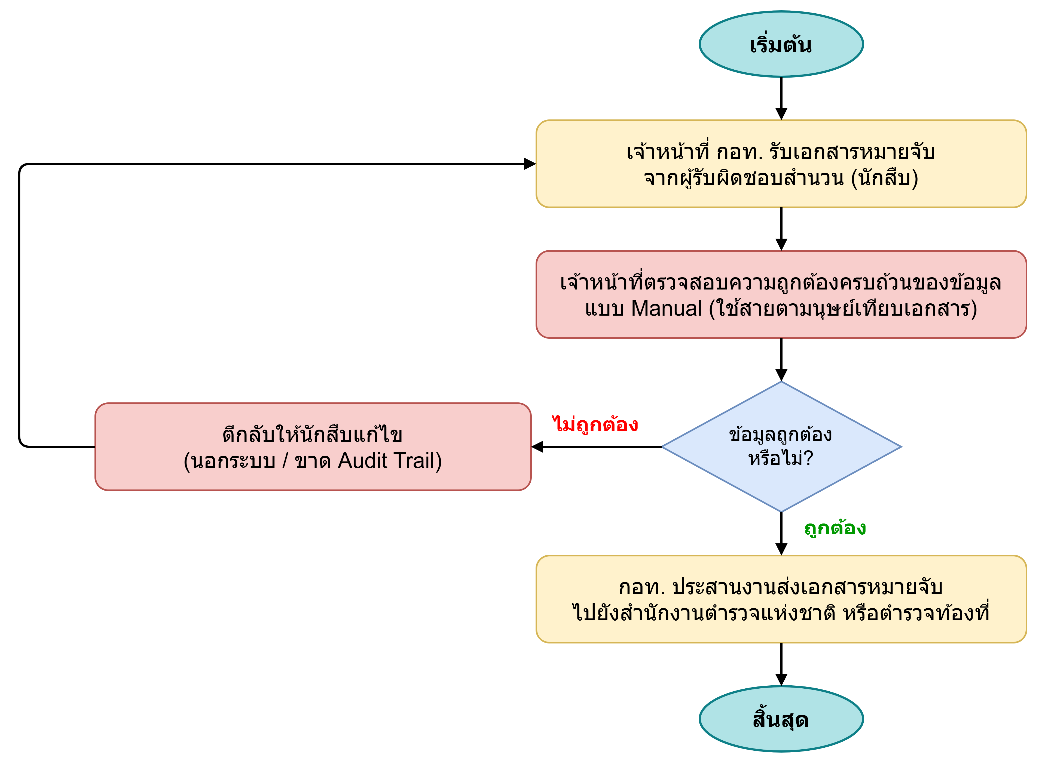 เริ่มต้น
เจ้าหน้าที่ กอท. รับเอกสารหมายจับ
จากผู้รับผิดชอบสำนวน (นักสืบ)
เจ้าหน้าที่ตรวจสอบความถูกต้องครบถ้วนของข้อมูล
แบบ Manual (ใช้สายตามนุษย์เทียบเอกสาร)
ข้อมูลถูกต้อง
หรือไม่?
ไม่ถูกต้อง
ตีกลับให้นักสืบแก้ไข
(นอกระบบ / ขาด Audit Trail)
ถูกต้อง
กอท. ประสานงานส่งเอกสารหมายจับ
ไปยังสำนักงานตำรวจแห่งชาติ หรือตำรวจท้องที่
สิ้นสุด